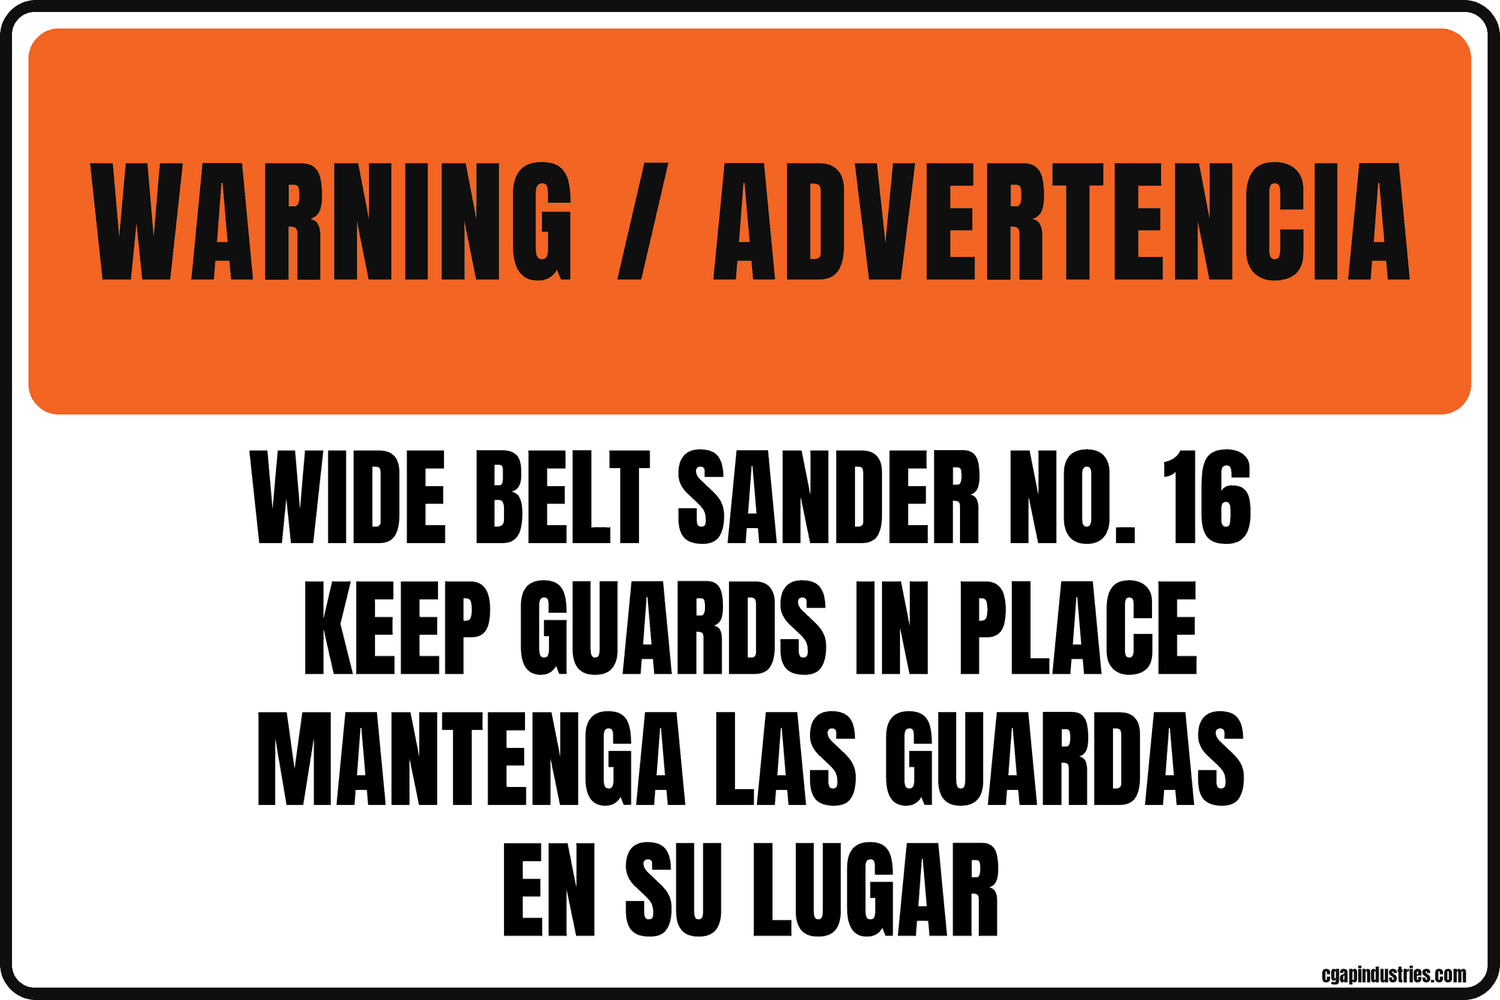 WARNING / ADVERTENCIA
WIDE BELT SANDER NO. 16
KEEP GUARDS IN PLACE
MANTENGA LAS GUARDAS
EN SU LUGAR
cgapindustries.com